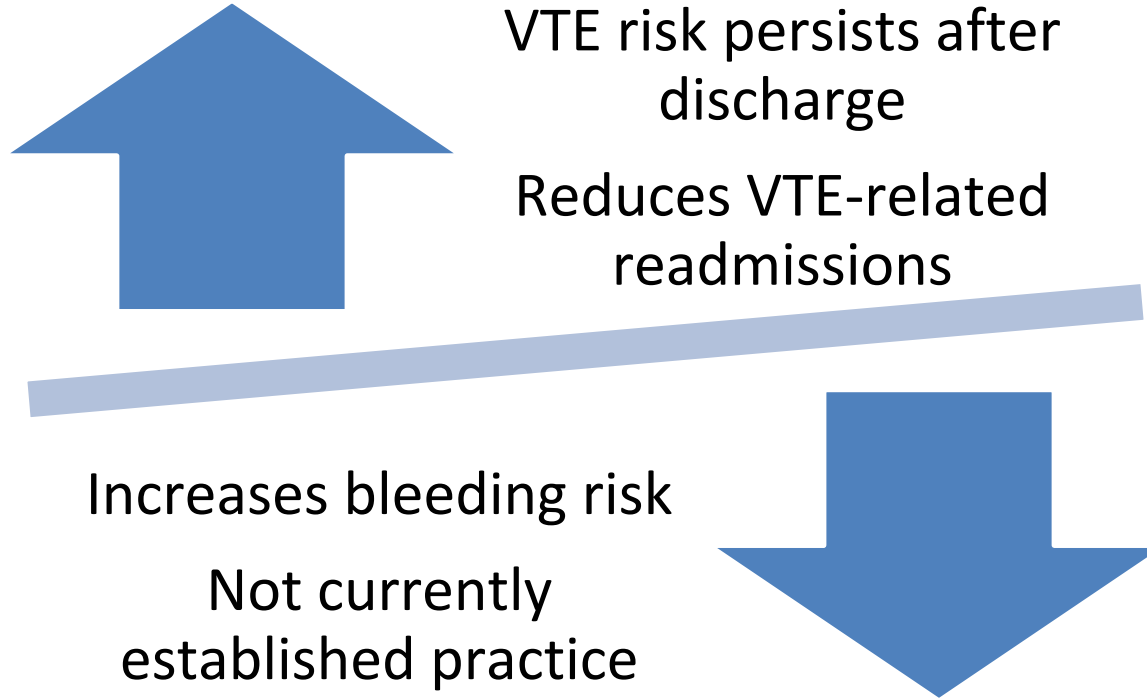 VTE risk persists after
discharge
Reduces VTE-related
readmissions
Increases bleeding risk
Not currently
established practice